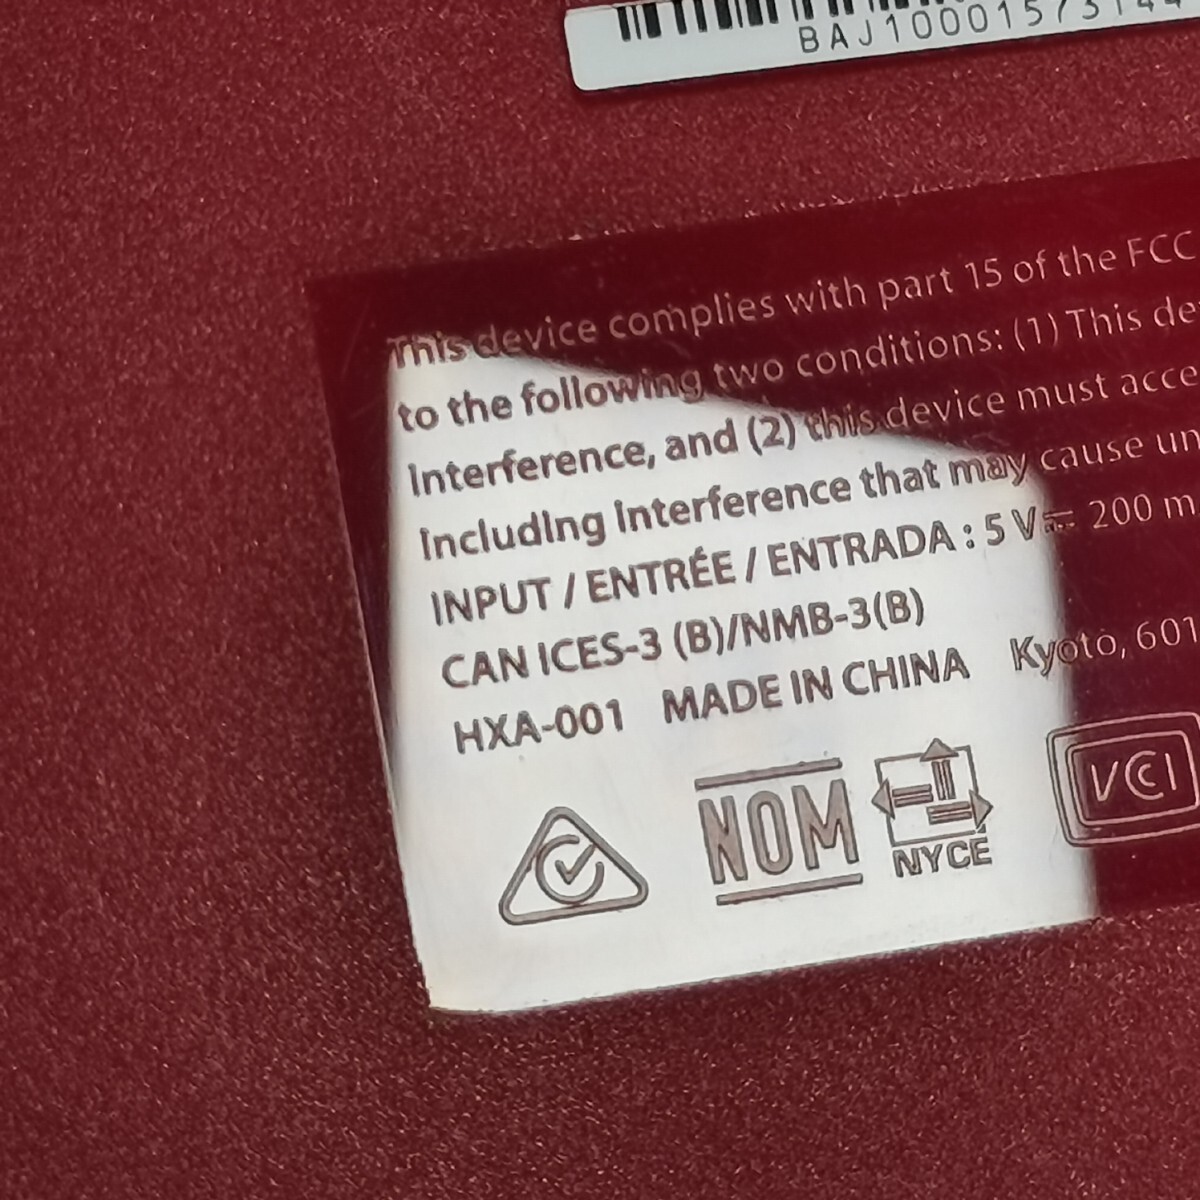 BAJ100015731
This device complies with part 15 of the FCC
to the following two conditions: (1) This de
interference, and (2) this device must acce
including interference that may cause un
INPUT / ENTRÉE / ENTRADA : 5 V⎓ 200 m
CAN ICES-3 (B)/NMB-3(B)
HXA-001 MADE IN CHINA Kyoto, 601
NOM
NYCE
VCI